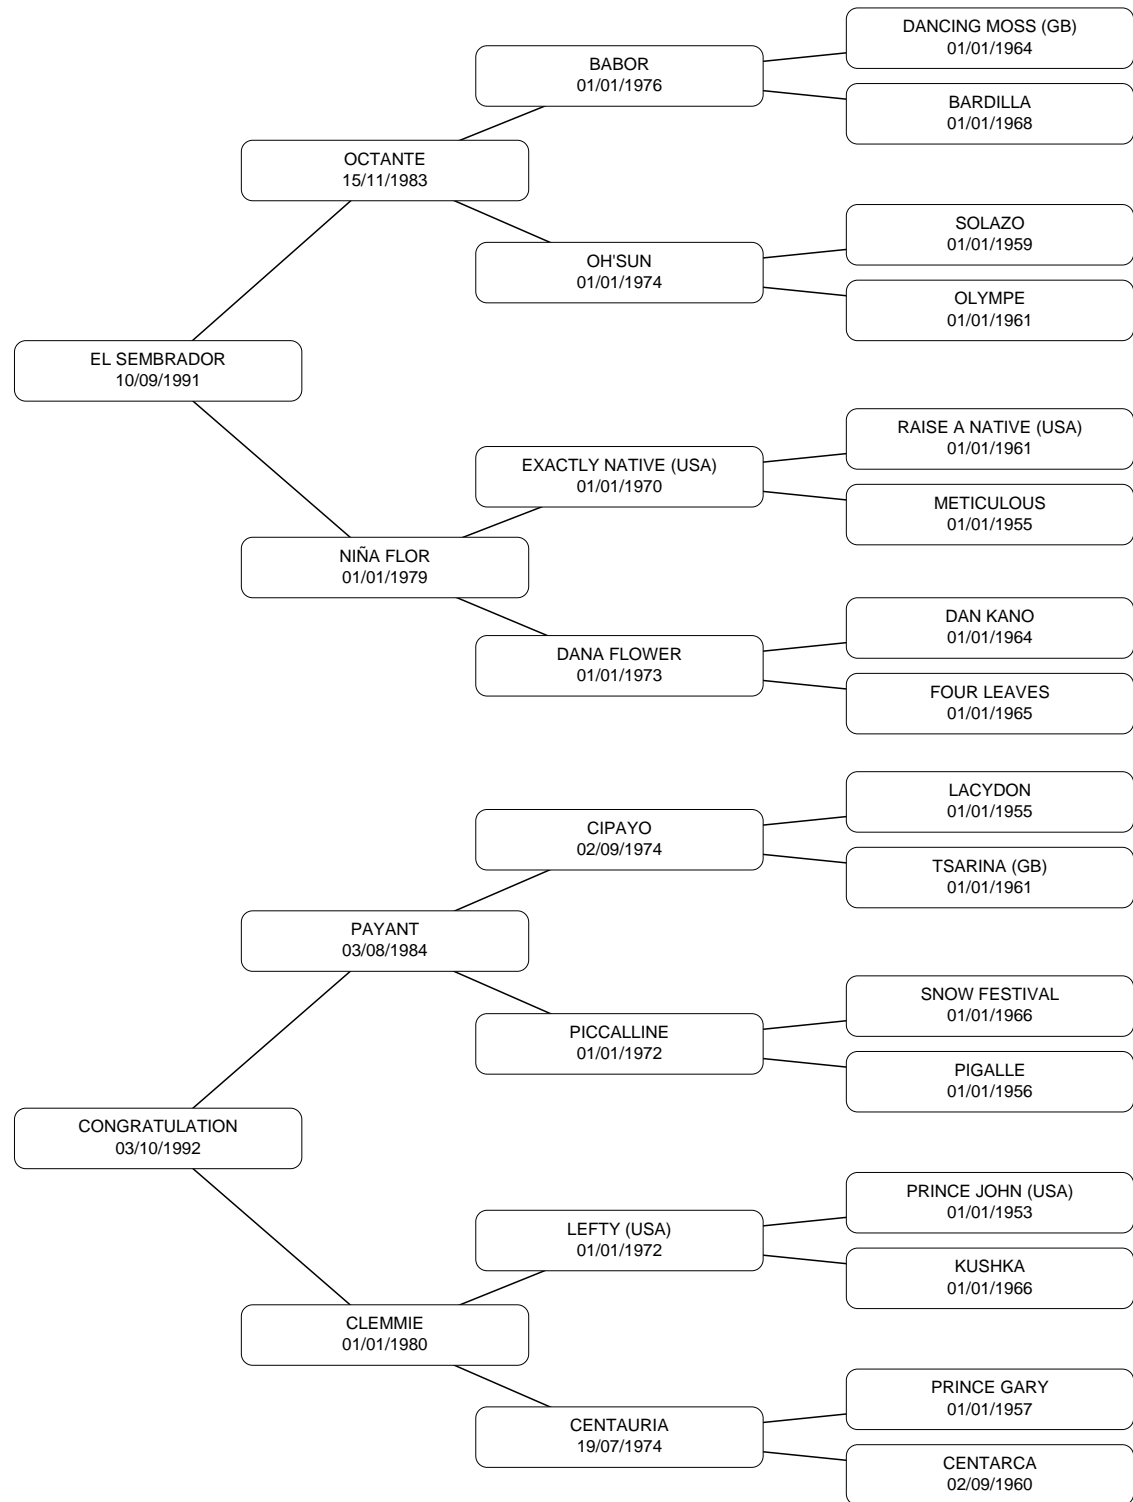 DANCING MOSS (GB)
01/01/1964
BABOR
01/01/1976
BARDILLA
01/01/1968
OCTANTE
15/11/1983
SOLAZO
01/01/1959
OH'SUN
01/01/1974
OLYMPE
01/01/1961
EL SEMBRADOR
10/09/1991
RAISE A NATIVE (USA)
01/01/1961
EXACTLY NATIVE (USA)
01/01/1970
METICULOUS
01/01/1955
NIÑA FLOR
01/01/1979
DAN KANO
01/01/1964
DANA FLOWER
01/01/1973
FOUR LEAVES
01/01/1965
LACYDON
01/01/1955
CIPAYO
02/09/1974
TSARINA (GB)
01/01/1961
PAYANT
03/08/1984
SNOW FESTIVAL
01/01/1966
PICCALLINE
01/01/1972
PIGALLE
01/01/1956
CONGRATULATION
03/10/1992
PRINCE JOHN (USA)
01/01/1953
LEFTY (USA)
01/01/1972
KUSHKA
01/01/1966
CLEMMIE
01/01/1980
PRINCE GARY
01/01/1957
CENTAURIA
19/07/1974
CENTARCA
02/09/1960